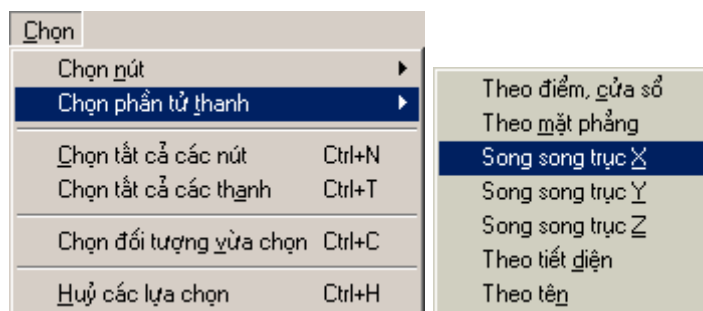 Chọn
Chọn nút
Chọn phần tử thanh
Chọn tất cả các nút Ctrl+N
Chọn tất cả các thanh Ctrl+T
Chọn đối tượng vừa chọn Ctrl+C
Huỷ các lựa chọn Ctrl+H
Theo điểm, cửa sổ
Theo mặt phẳng
Song song trục X
Song song trục Y
Song song trục Z
Theo tiết diện
Theo tên